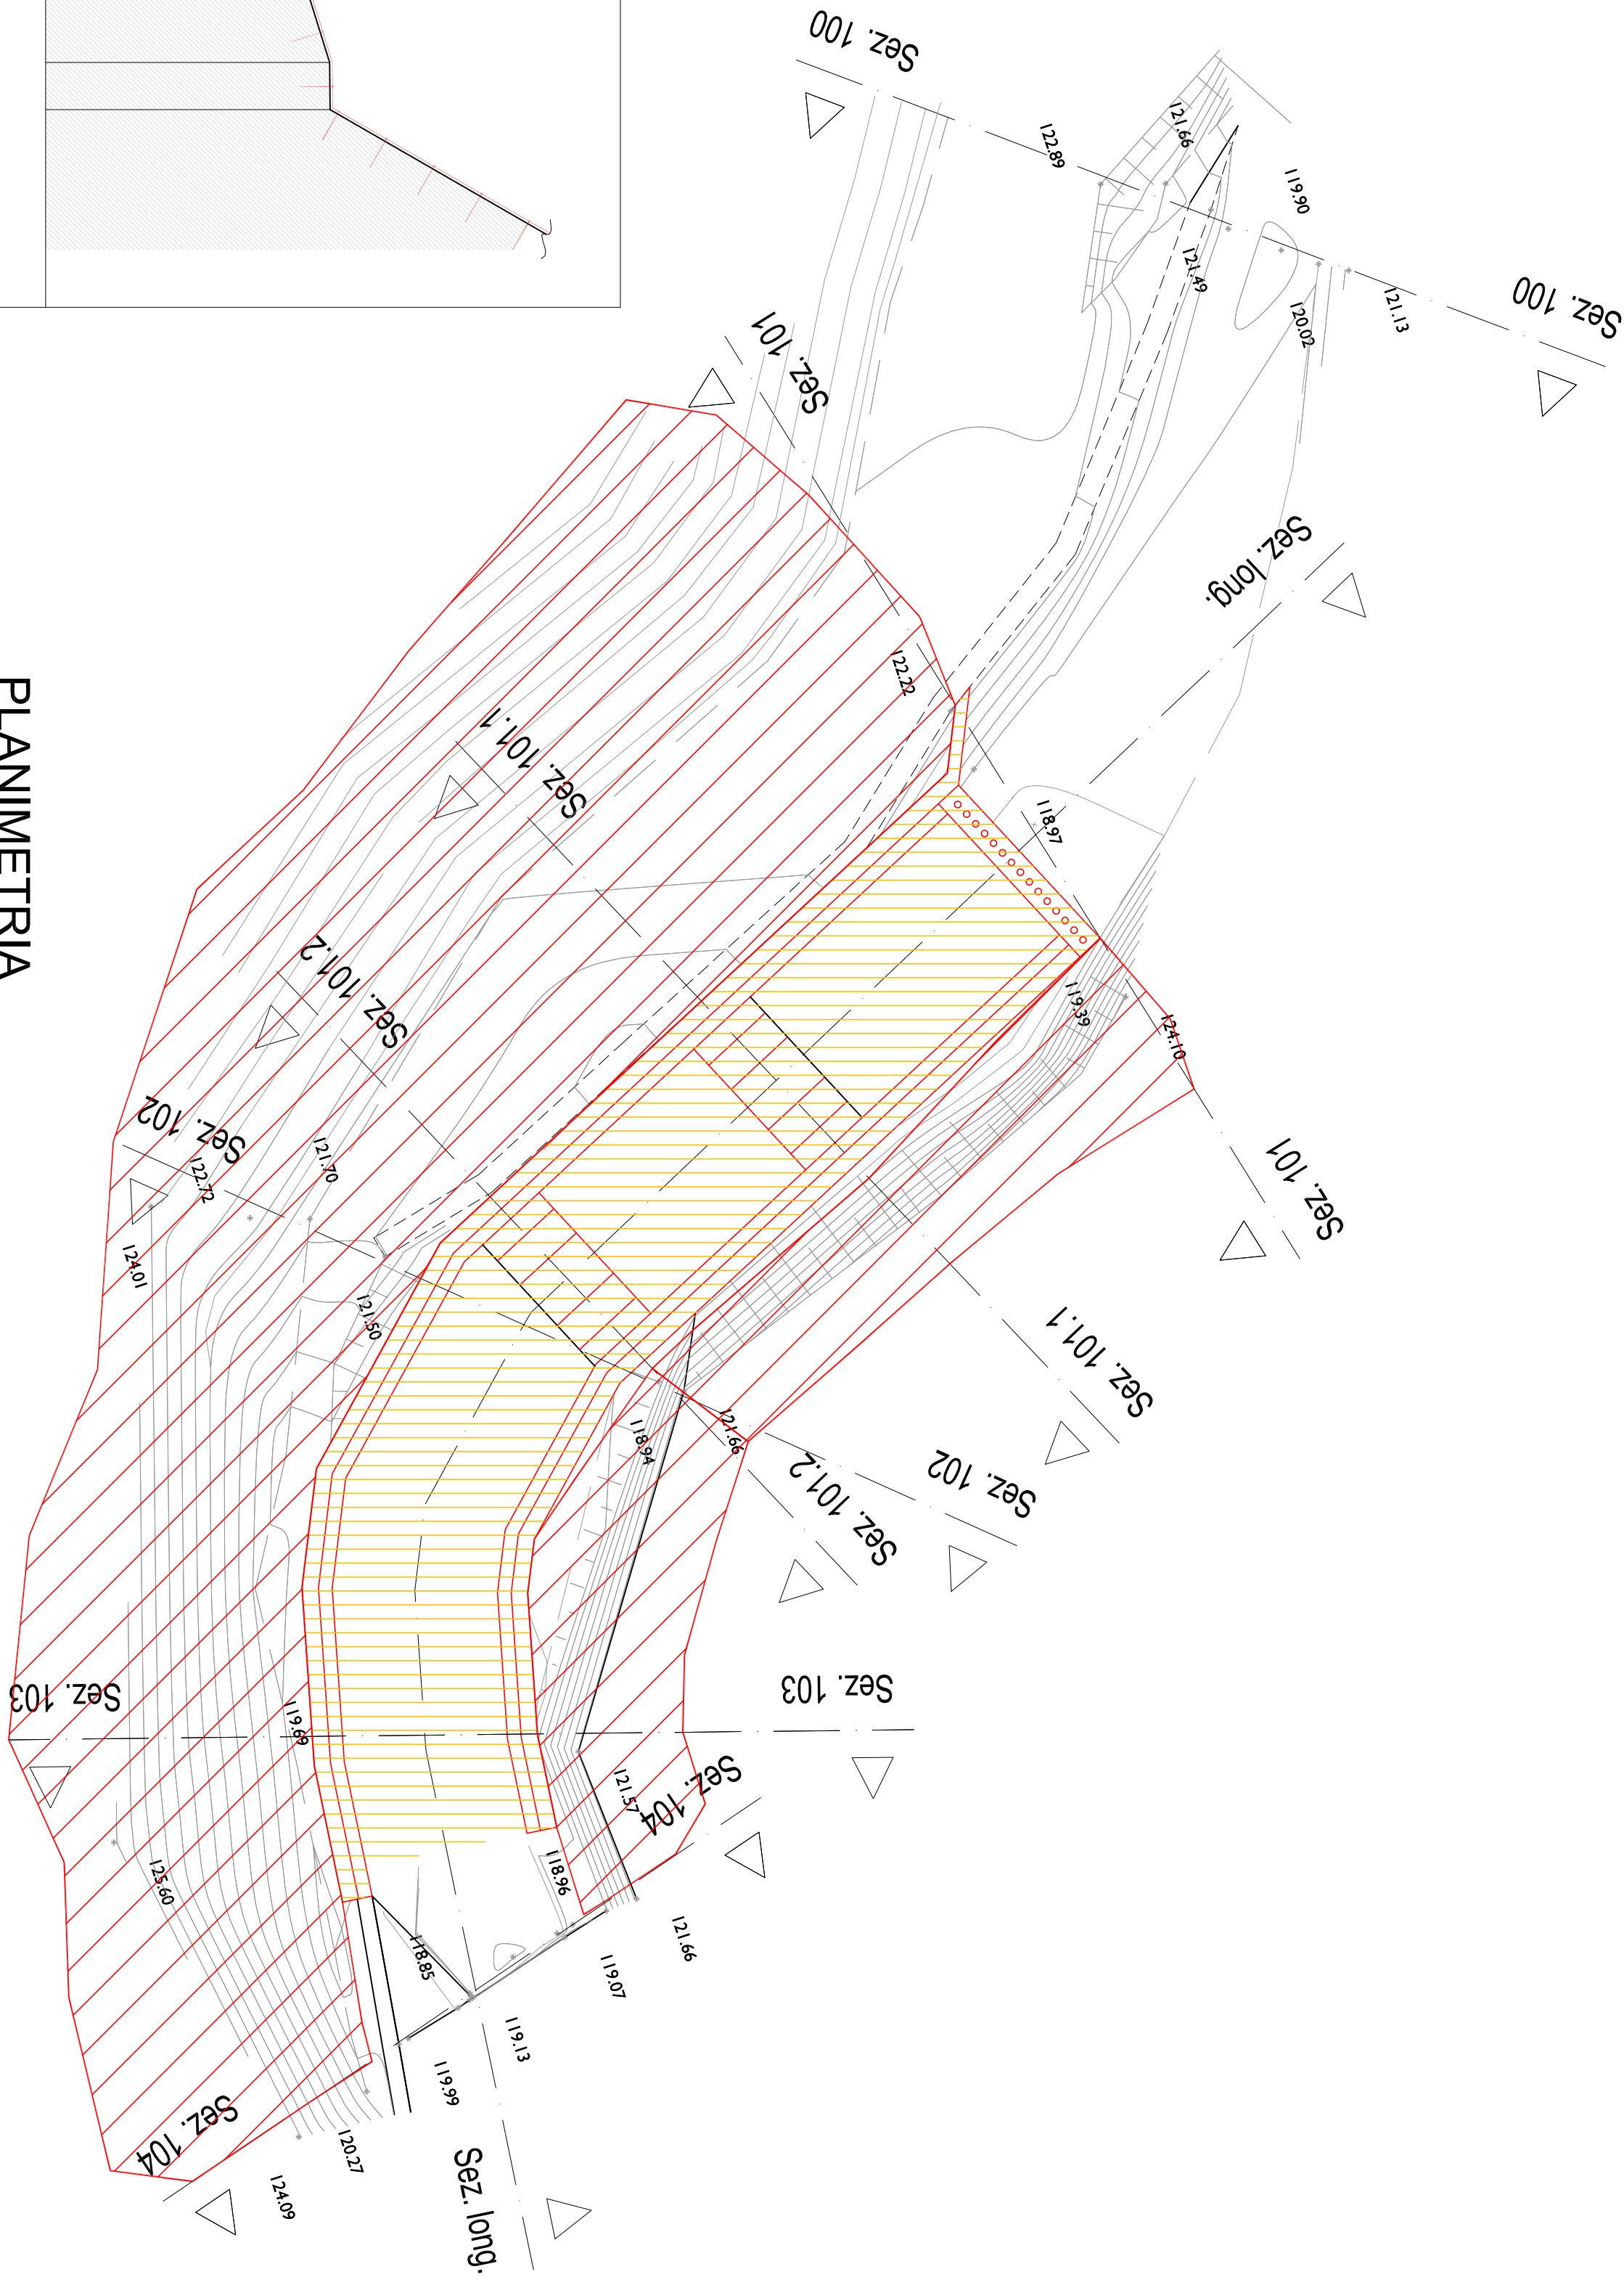 Sez. 100
122.89
121.66
119.90
121.49
120.02
121.13
Sez. 100
Sez. 101
Sez. long.
122.22
Sez. 101.1
118.97
PLANIMETRIA
Sez. 101.2
119.39
124.10
Sez. 102
122.72
121.70
Sez. 101
124.01
121.50
Sez. 101.1
118.94
121.66
Sez. 101.2
Sez. 102
Sez. 103
Sez. 103
119.69
121.57
Sez. 104
125.60
118.96
118.85
121.66
119.07
119.13
119.99
Sez. 104
120.27
124.09
Sez. long.